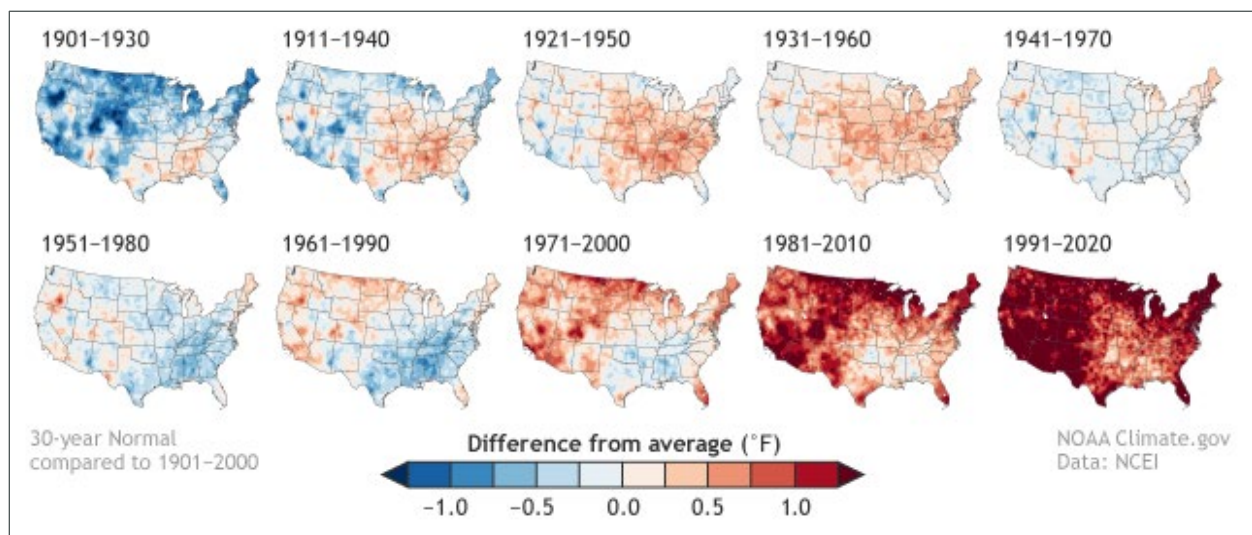 1901–1930
1911–1940
1921–1950
1931–1960
1941–1970
1951–1980
1961–1990
1971–2000
1981–2010
1991–2020
30-year Normal
compared to 1901–2000
Difference from average (°F)
−1.0 −0.5 0.0 0.5 1.0
NOAA Climate.gov
Data: NCEI